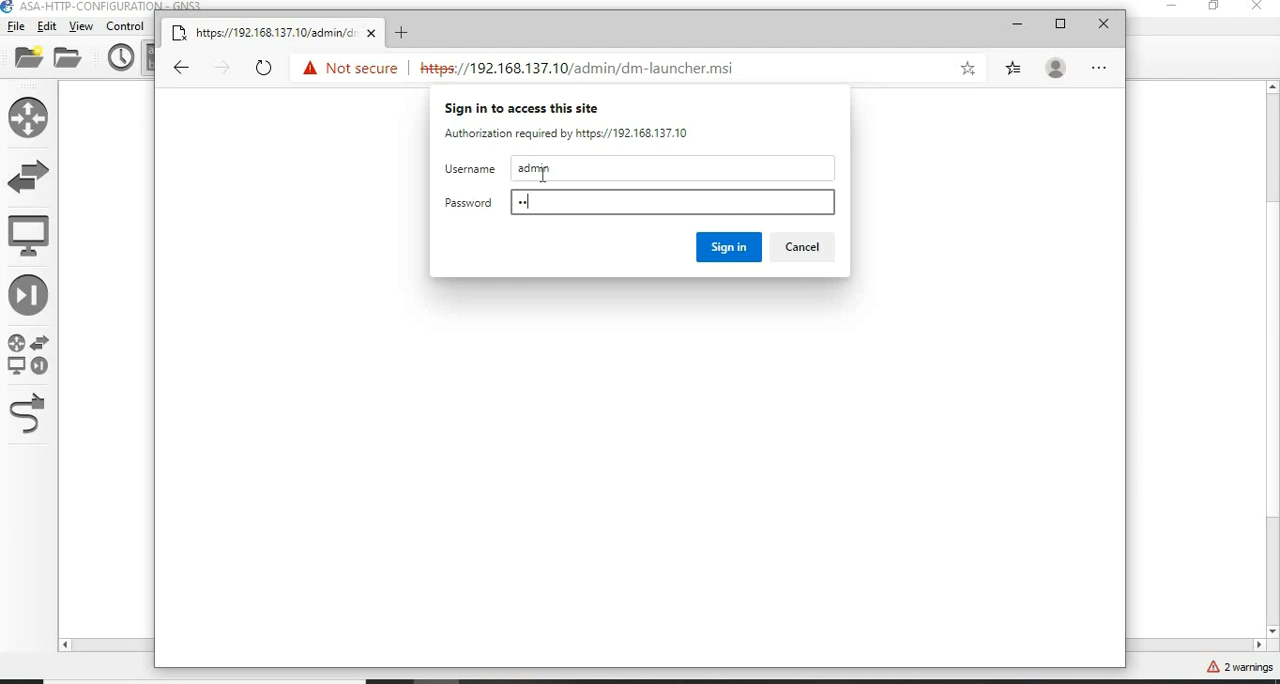 ASA-HTTP-CONFIGURATION - GNS3
https://192.168.137.10/admin/d
File Edit View Control
Not secure | https://192.168.137.10/admin/dm-launcher.msi
Sign in to access this site
Authorization required by https://192.168.137.10
Username admin
Password ••
Sign in Cancel
2 warnings